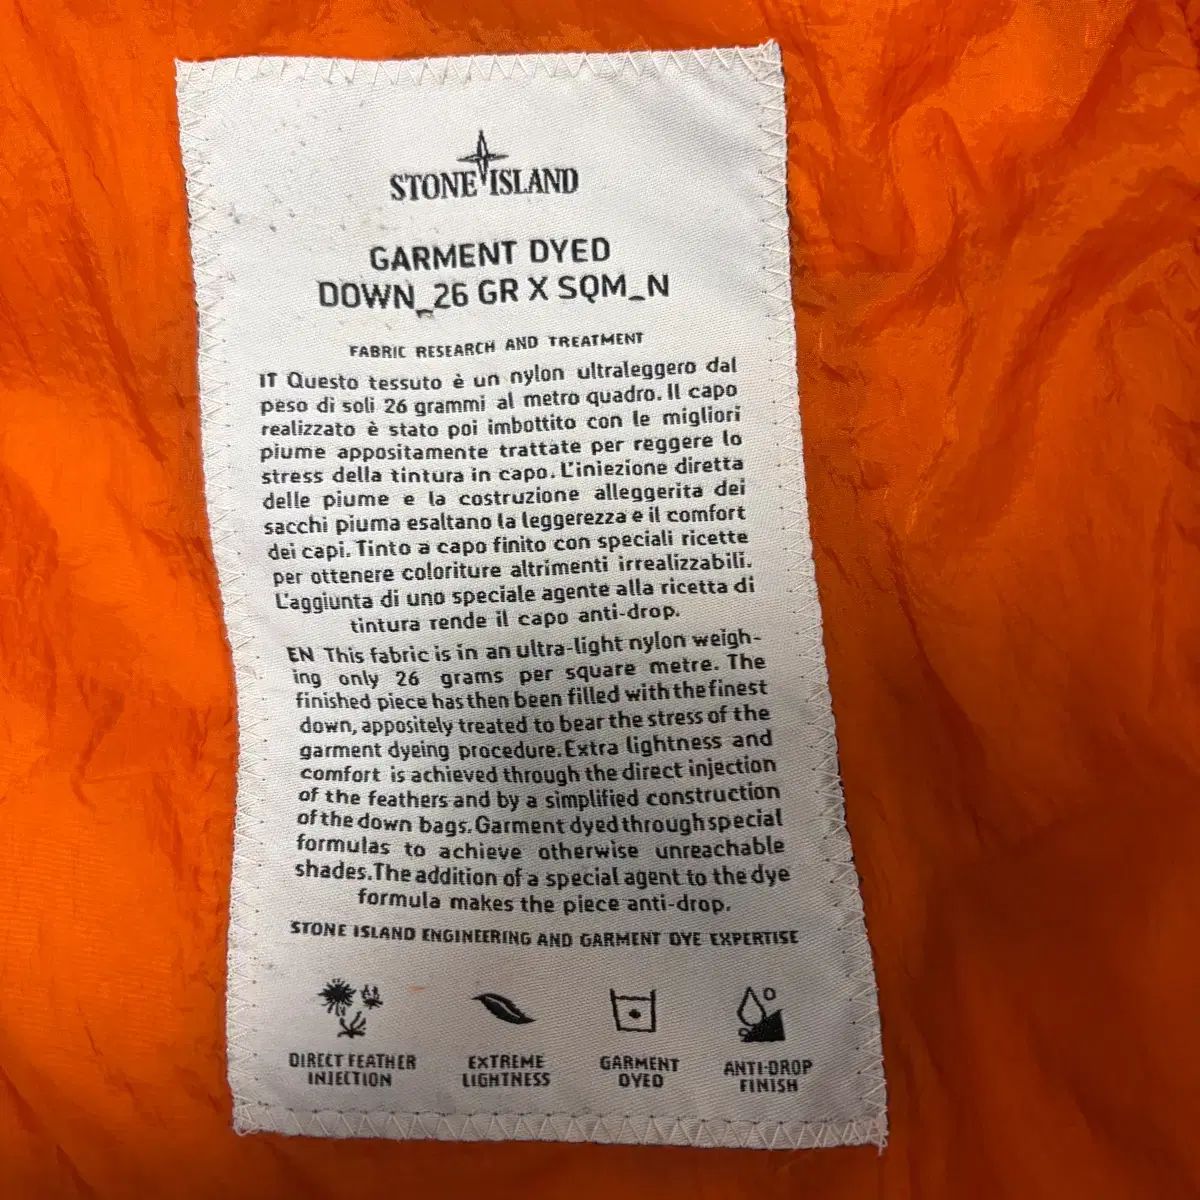 STONE ISLAND
GARMENT DYED
DOWN_26 GR X SQM_N
FABRIC RESEARCH AND TREATMENT
IT Questo tessuto è un nylon ultraleggero dal
peso di soli 26 grammi al metro quadro. Il capo
realizzato è stato poi imbottito con le migliori
piume appositamente trattate per reggere lo
stress della tintura in capo. L'iniezione diretta
delle piume e la costruzione alleggerita dei
sacchi piuma esaltano la leggerezza e il comfort
dei capi. Tinto a capo finito con speciali ricette
per ottenere coloriture altrimenti irrealizzabili.
L'aggiunta di uno speciale agente alla ricetta di
tintura rende il capo anti-drop.
EN This fabric is in an ultra-light nylon weigh-
ing only 26 grams per square metre. The
finished piece has then been filled with the finest
down, appositely treated to bear the stress of the
garment dyeing procedure. Extra lightness and
comfort is achieved through the direct injection
of the feathers and by a simplified construction
of the down bags. Garment dyed through special
formulas to achieve otherwise unreachable
shades. The addition of a special agent to the dye
formula makes the piece anti-drop.
STONE ISLAND ENGINEERING AND GARMENT DYE EXPERTISE
DIRECT FEATHER
INJECTION
EXTREME
LIGHTNESS
GARMENT
DYED
ANTI-DROP
FINISH